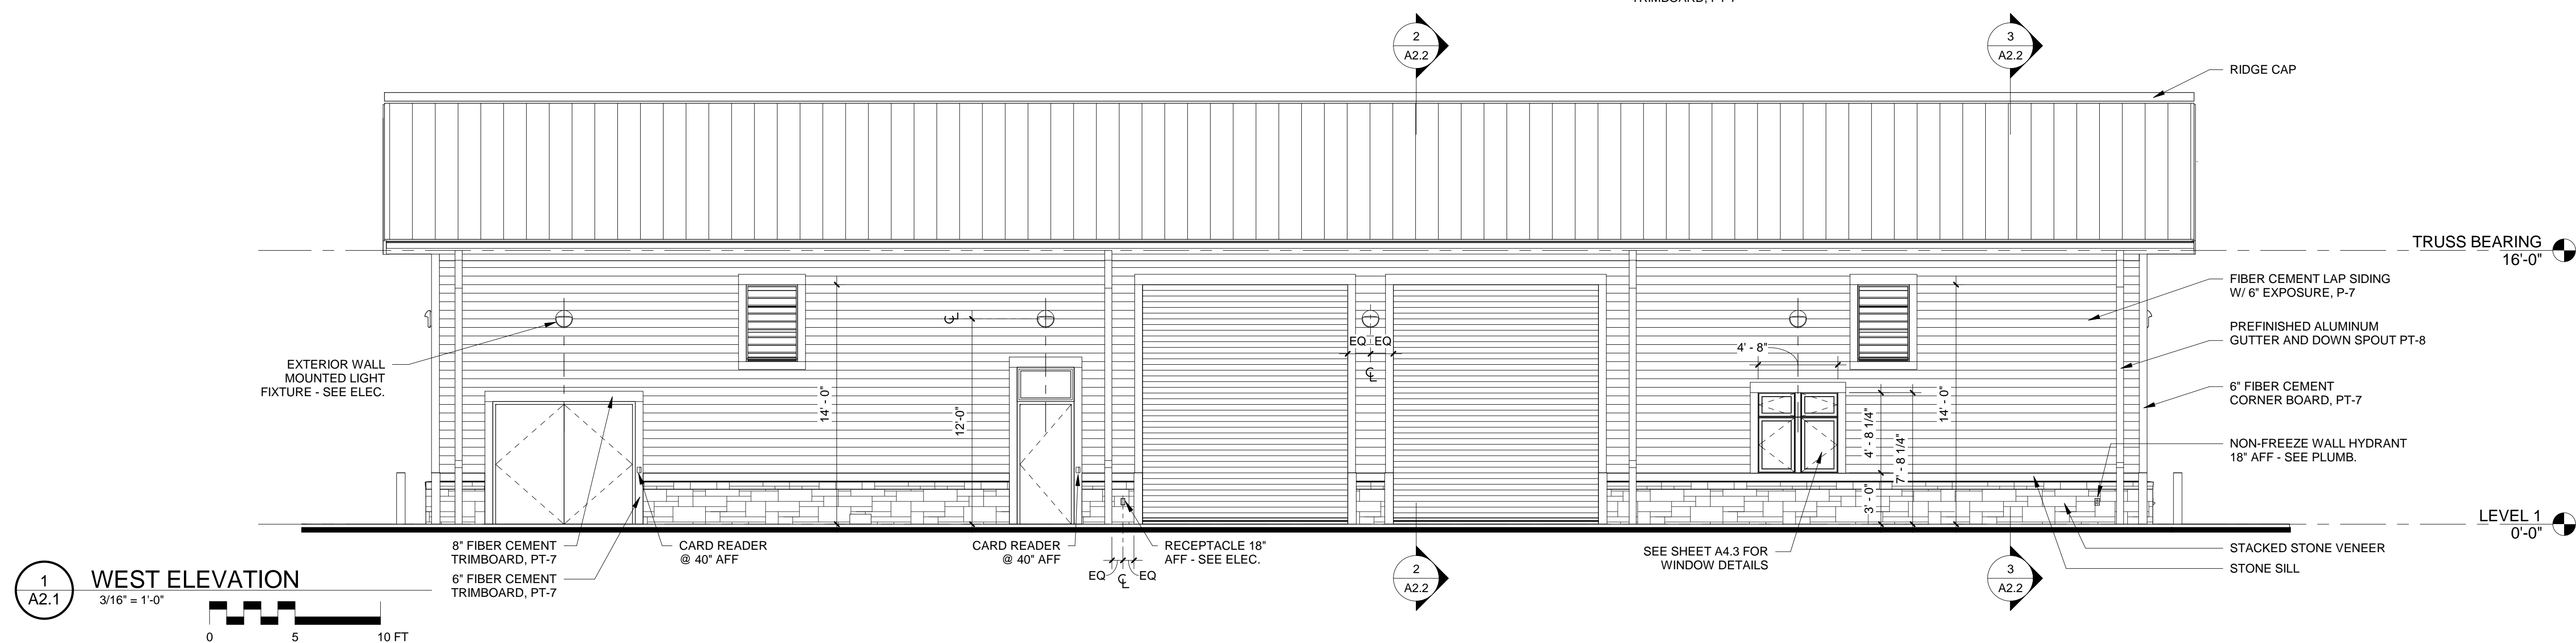 2
A2.2
3
A2.2
RIDGE CAP
TRUSS BEARING
16'-0"
FIBER CEMENT LAP SIDING
W/ 6" EXPOSURE, P-7
PREFINISHED ALUMINUM
GUTTER AND DOWN SPOUT PT-8
6" FIBER CEMENT
CORNER BOARD, PT-7
NON-FREEZE WALL HYDRANT
18" AFF - SEE PLUMB.
EXTERIOR WALL
MOUNTED LIGHT
FIXTURE - SEE ELEC.
14' - 0"
12'-0"
EQ
EQ
CL
4' - 8"
4' - 8 1/4"
7' - 8 1/4"
3' - 0"
14' - 0"
LEVEL 1
0'-0"
8" FIBER CEMENT
TRIMBOARD, PT-7
6" FIBER CEMENT
TRIMBOARD, PT-7
CARD READER
@ 40" AFF
CARD READER
@ 40" AFF
RECEPTACLE 18"
AFF - SEE ELEC.
EQ
CL
EQ
SEE SHEET A4.3 FOR
WINDOW DETAILS
STACKED STONE VENEER
STONE SILL
2
A2.2
3
A2.2
1
A2.1
WEST ELEVATION
3/16" = 1'-0"
0
5
10 FT